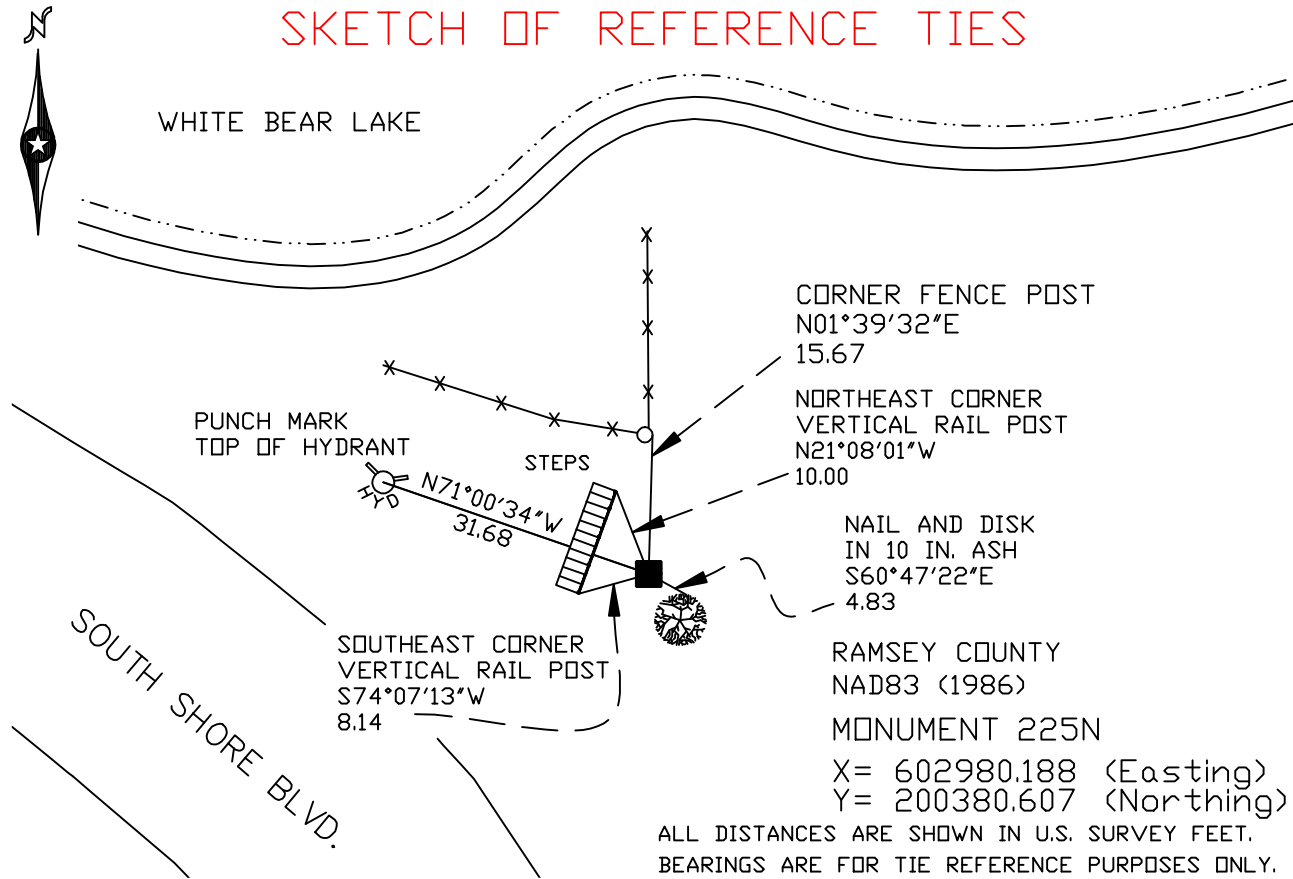 SKETCH OF REFERENCE TIES
N
WHITE BEAR LAKE
CORNER FENCE POST
N01°39'32"E
15.67
NORTHEAST CORNER
VERTICAL RAIL POST
N21°08'01"W
10.00
PUNCH MARK
TOP OF HYDRANT
STEPS
HYD
N71°00'34"W
31.68
NAIL AND DISK
IN 10 IN. ASH
S60°47'22"E
4.83
SOUTHEAST CORNER
VERTICAL RAIL POST
S74°07'13"W
8.14
SOUTH SHORE BLVD.
RAMSEY COUNTY
NAD83 (1986)
MONUMENT 225N
X= 602980.188 (Easting)
Y= 200380.607 (Northing)
ALL DISTANCES ARE SHOWN IN U.S. SURVEY FEET.
BEARINGS ARE FOR TIE REFERENCE PURPOSES ONLY.